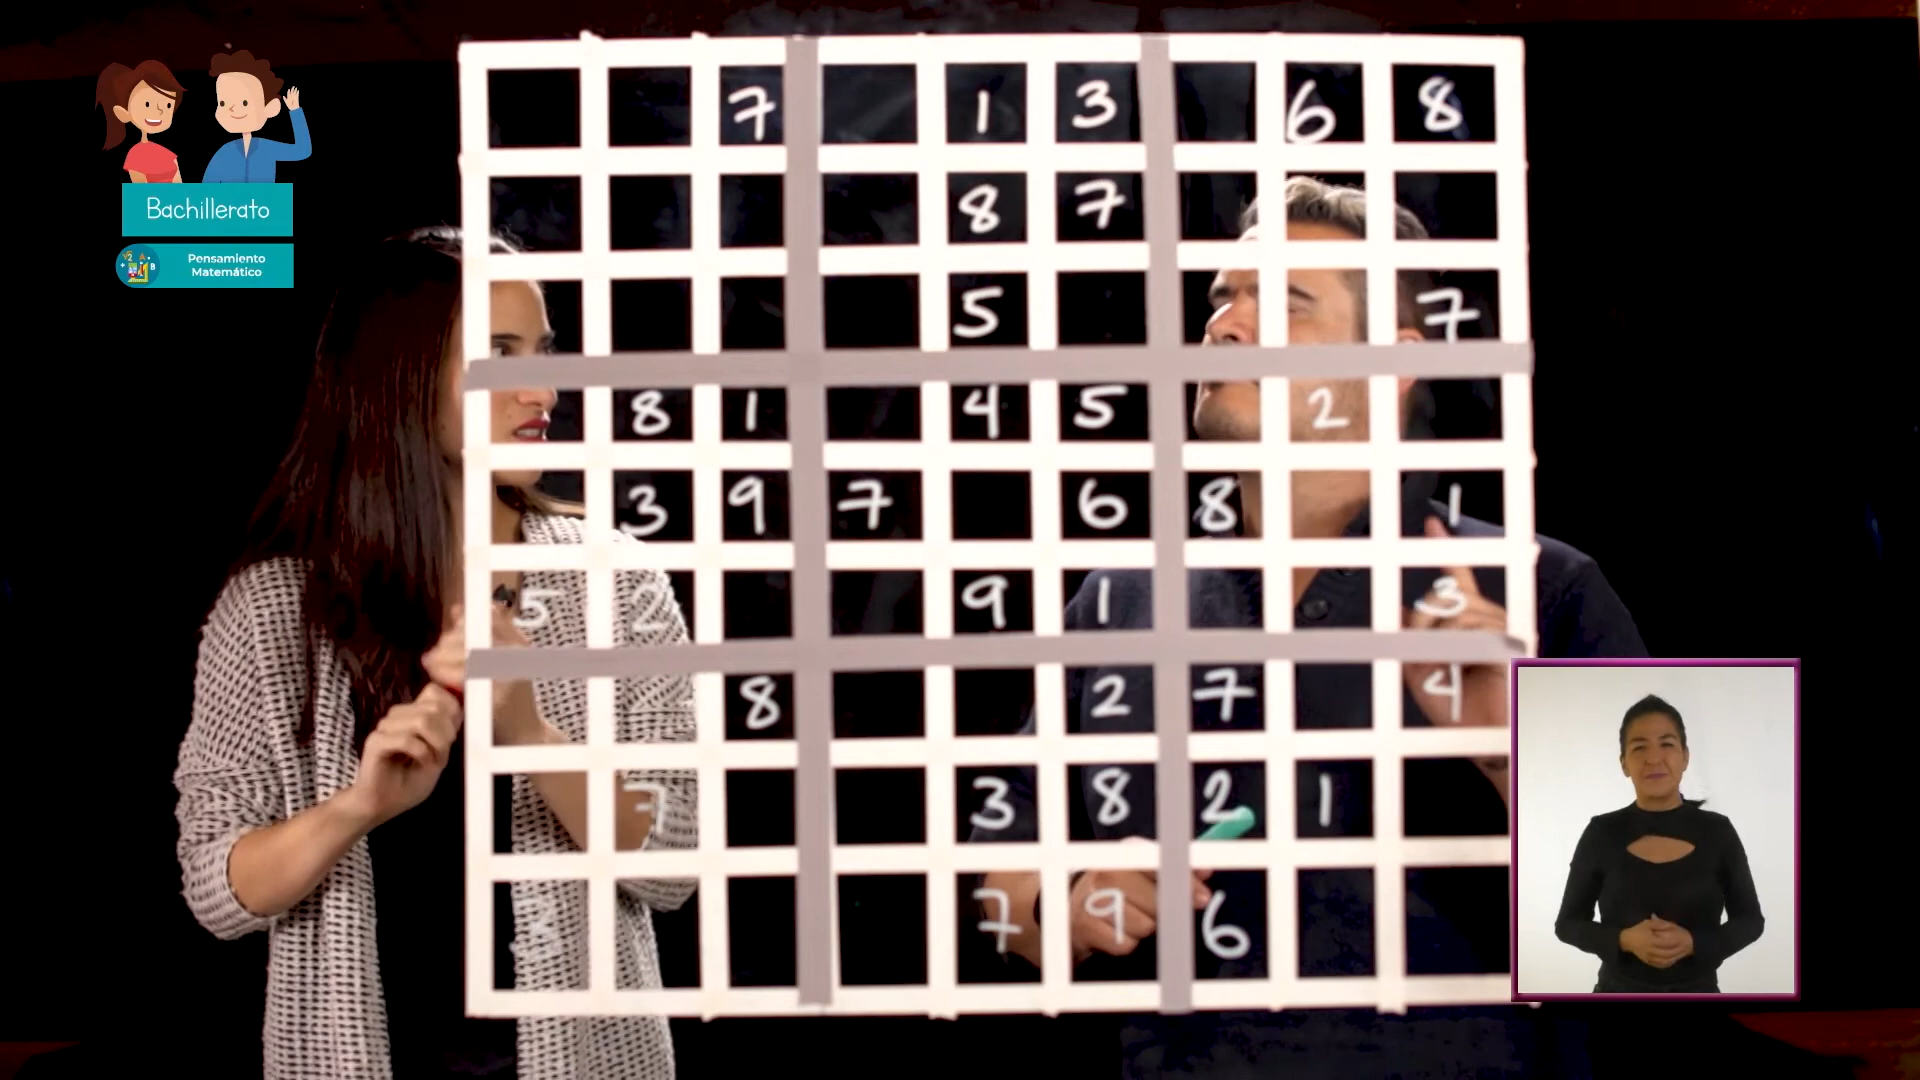 Bachillerato
Pensamiento
Matemático
7 1 3 6 8
8 7
5 7
8 1 4 5 2
3 9 7 6 8 1
5 2 9 1 3
8 2 7 4
7 3 8 2 1
7 9 6